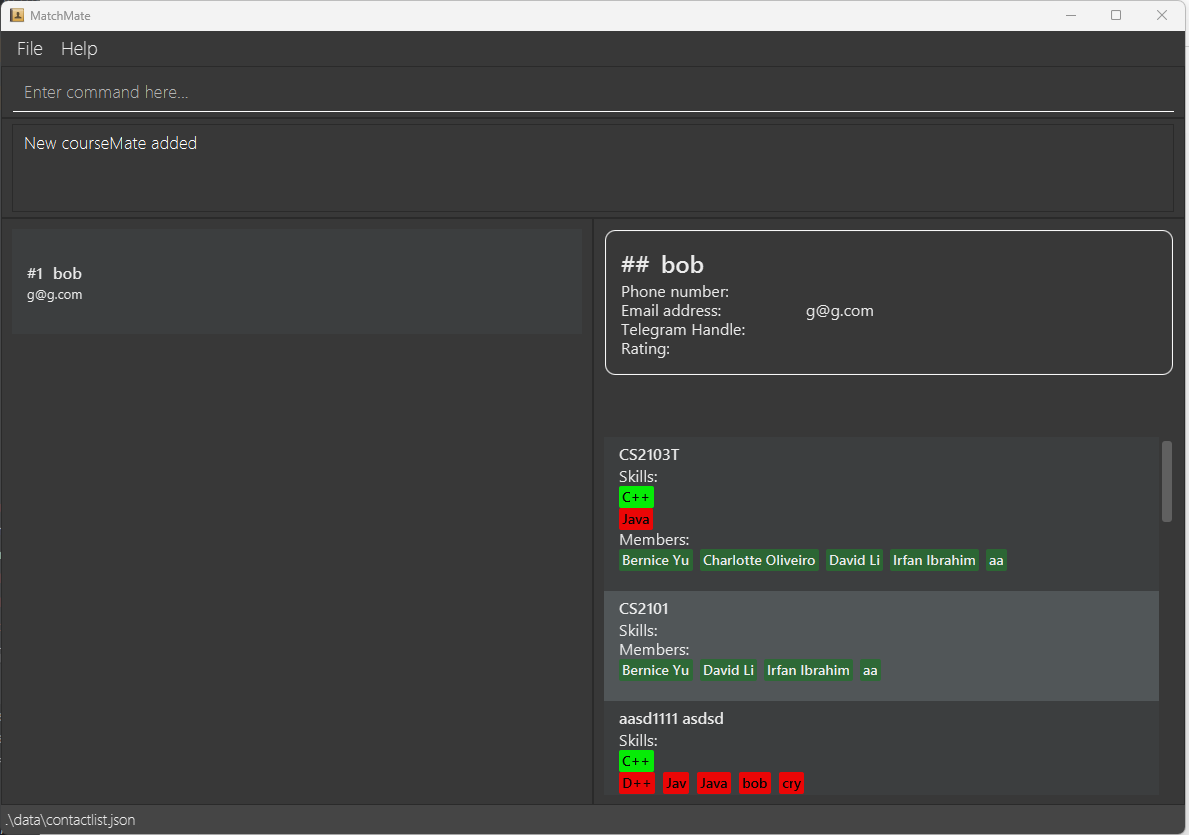 MatchMate
File Help
Enter command here...
New courseMate added
#1 bob
g@g.com
## bob
Phone number:
Email address: g@g.com
Telegram Handle:
Rating:
CS2103T
Skills:
C++
Java
Members:
Bernice Yu Charlotte Oliveiro David Li Irfan Ibrahim aa
CS2101
Skills:
Members:
Bernice Yu David Li Irfan Ibrahim aa
aasd1111 asdsd
Skills:
C++
D++ Jav Java bob cry
.\data\contactlist.json